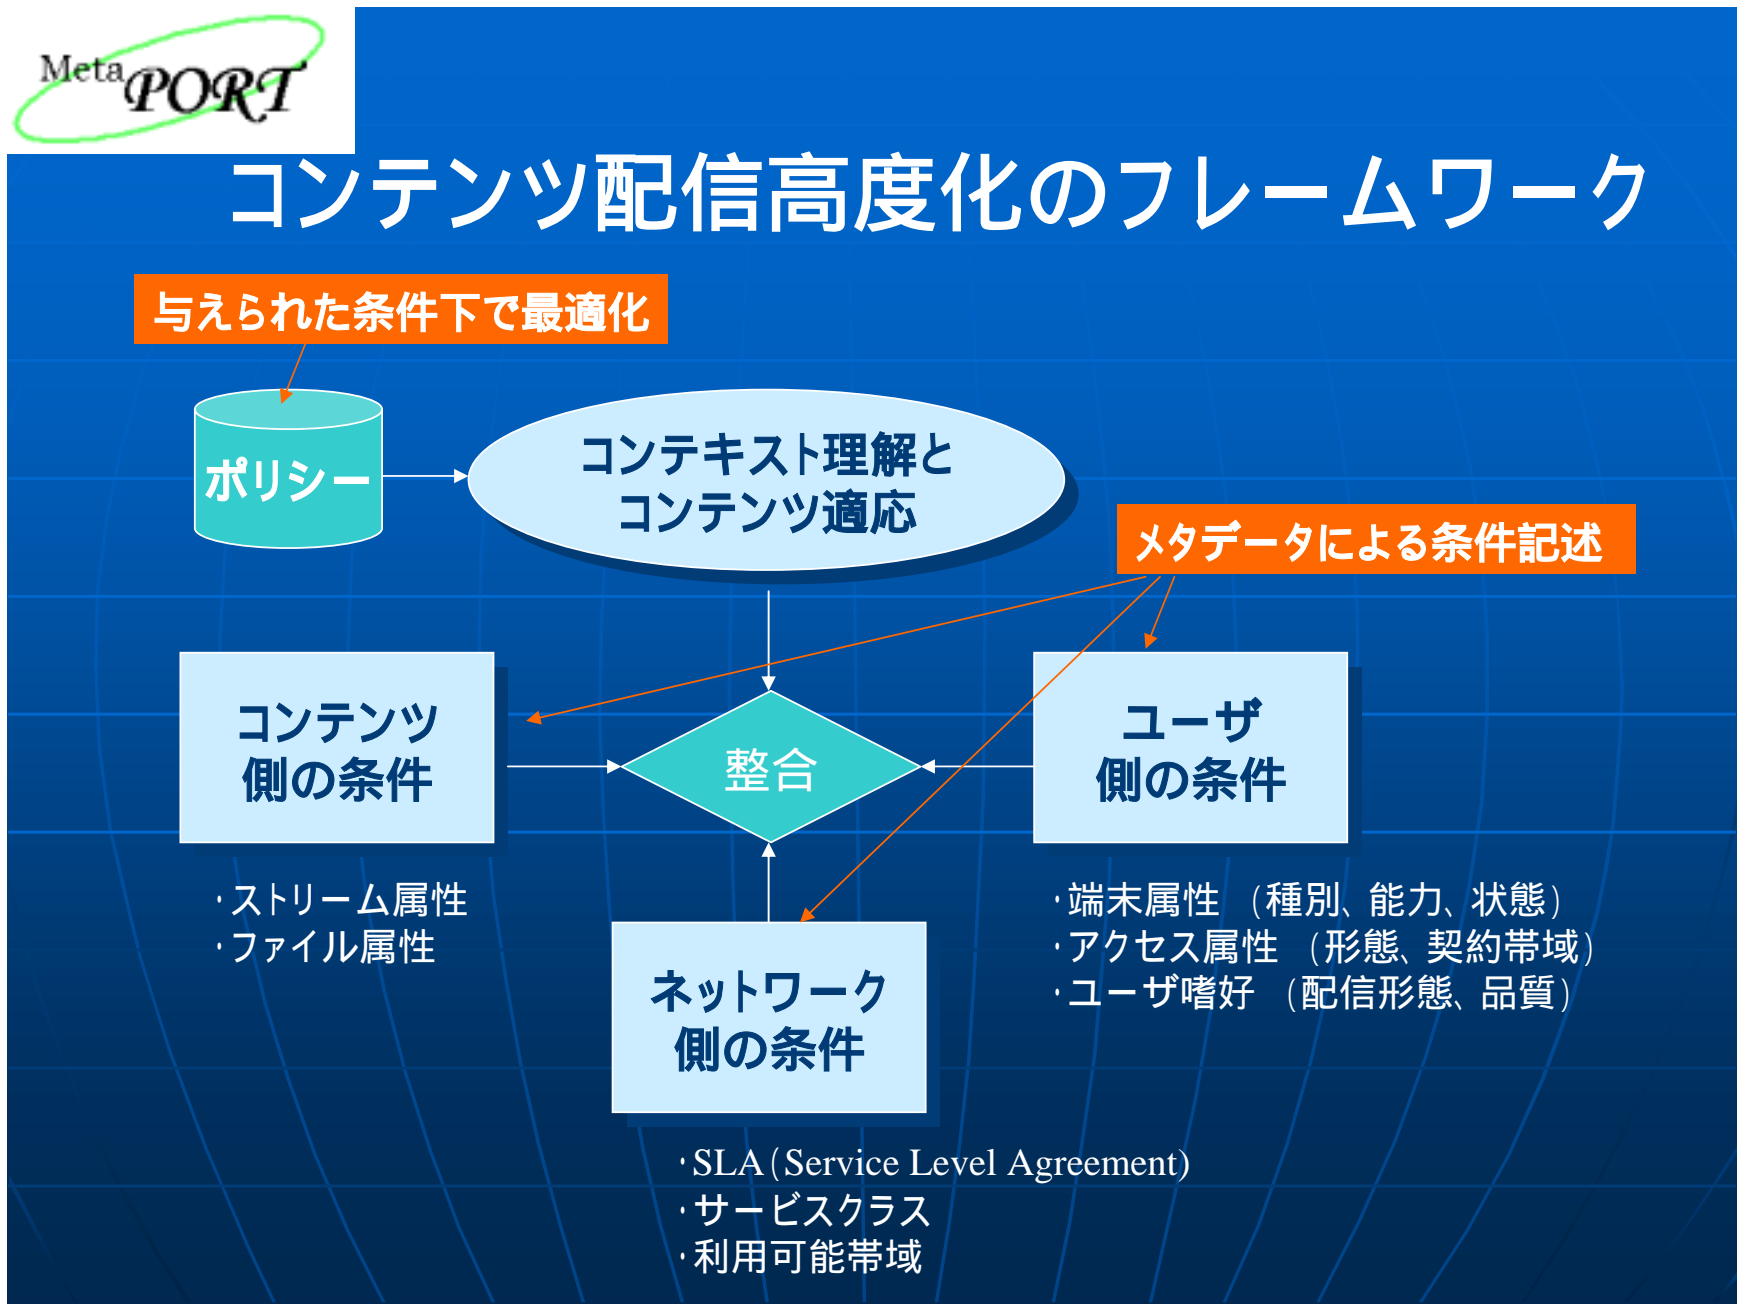 Meta PORT
コンテンツ配信高度化のフレームワーク
与えられた条件下で最適化
ポリシー
コンテキスト理解と
コンテンツ適応
メタデータによる条件記述
コンテンツ
側の条件
整合
ユーザ
側の条件
・ストリーム属性
・ファイル属性
・端末属性 (種別、能力、状態)
・アクセス属性 (形態、契約帯域)
・ユーザ嗜好 (配信形態、品質)
ネットワーク
側の条件
・SLA(Service Level Agreement)
・サービスクラス
・利用可能帯域